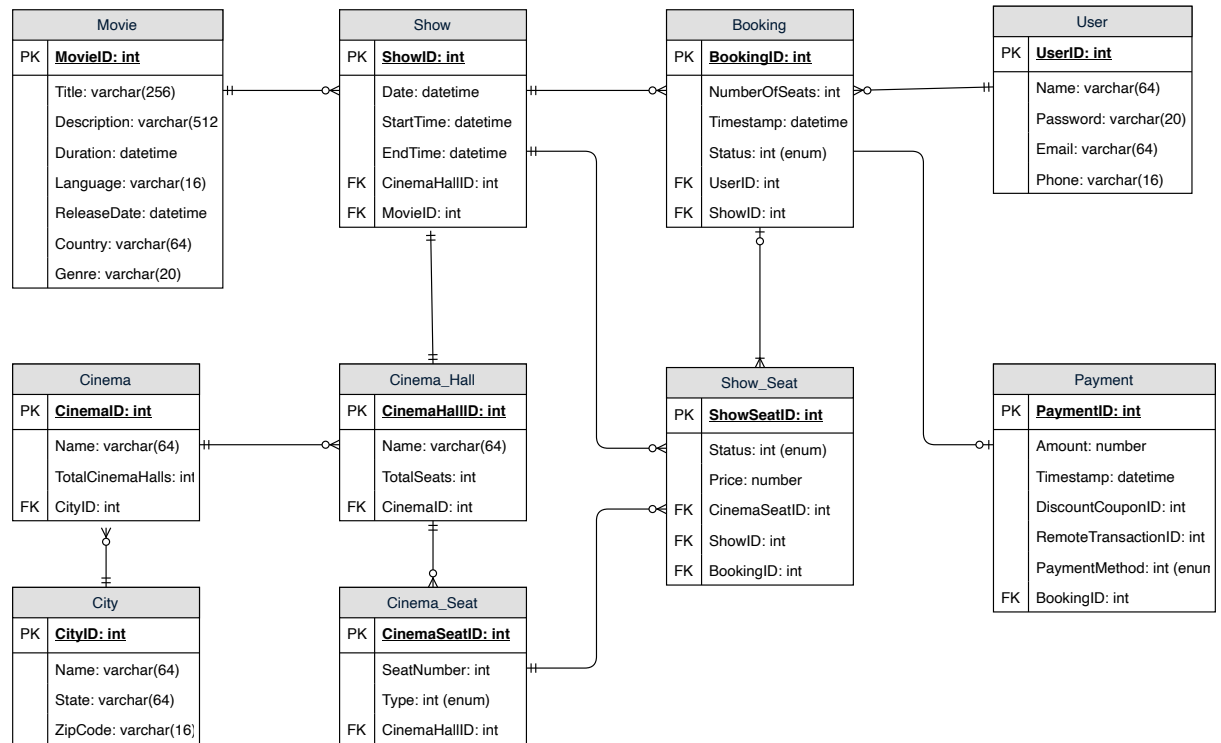 Movie
PK MovieID: int
Title: varchar(256)
Description: varchar(512
Duration: datetime
Language: varchar(16)
ReleaseDate: datetime
Country: varchar(64)
Genre: varchar(20)
Show
PK ShowID: int
Date: datetime
StartTime: datetime
EndTime: datetime
FK CinemaHallID: int
FK MovieID: int
Booking
PK BookingID: int
NumberOfSeats: int
Timestamp: datetime
Status: int (enum)
FK UserID: int
FK ShowID: int
User
PK UserID: int
Name: varchar(64)
Password: varchar(20)
Email: varchar(64)
Phone: varchar(16)
Cinema
PK CinemaID: int
Name: varchar(64)
TotalCinemaHalls: int
FK CityID: int
Cinema_Hall
PK CinemaHallID: int
Name: varchar(64)
TotalSeats: int
FK CinemaID: int
Show_Seat
PK ShowSeatID: int
Status: int (enum)
Price: number
FK CinemaSeatID: int
FK ShowID: int
FK BookingID: int
Payment
PK PaymentID: int
Amount: number
Timestamp: datetime
DiscountCouponID: int
RemoteTransactionID: int
PaymentMethod: int (enum
FK BookingID: int
City
PK CityID: int
Name: varchar(64)
State: varchar(64)
ZipCode: varchar(16)
Cinema_Seat
PK CinemaSeatID: int
SeatNumber: int
Type: int (enum)
FK CinemaHallID: int